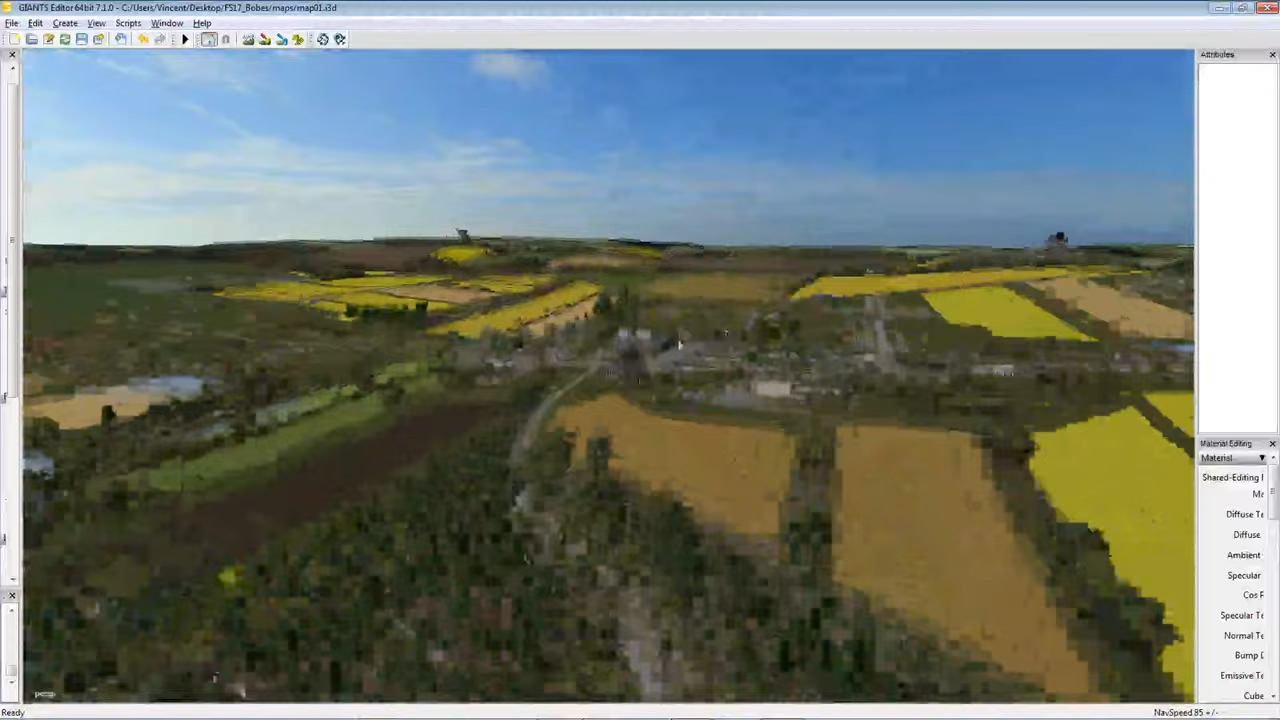 GIANTS Editor 64bit 7.1.0 - C:/Users/Vincent/Desktop/FS17_Bobes/maps/map01.i3d
File Edit Create View Scripts Window Help
Attributes
Material Editing
Material
Shared-Editing
Ma
Diffuse Te
Diffuse
Ambient
Specular
Cos P
Specular Te
Normal Te
Bump D
Emissive Te
Cube
persp
Ready
NavSpeed 85 +/-